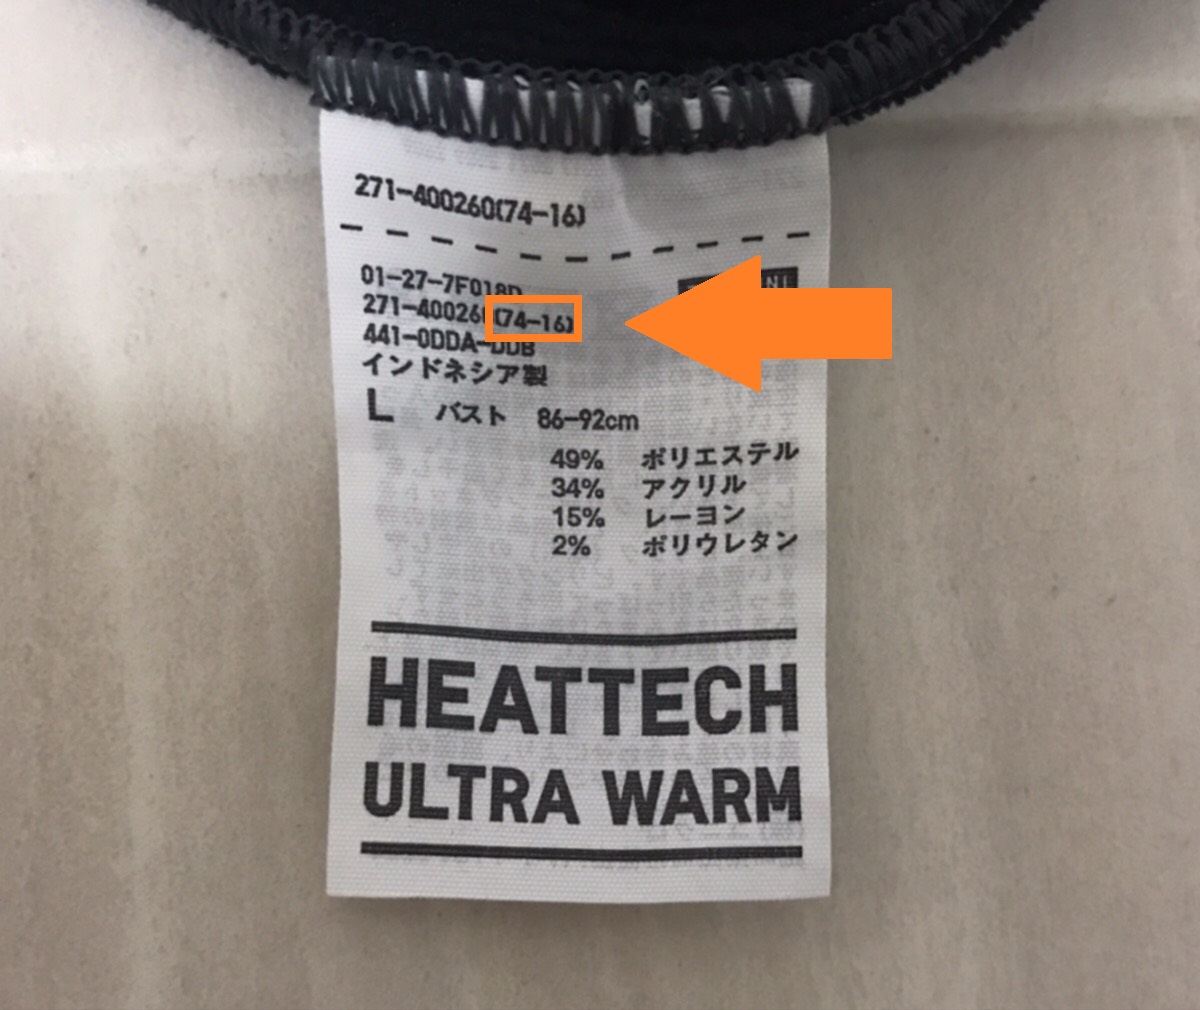 271-400260(74-16)
01-27-7F018D
271-400260(74-16)
441-0DDA-DDB
インドネシア製
L バスト 86-92cm
49% ポリエステル
34% アクリル
15% レーヨン
2% ポリウレタン
HEATTECH
ULTRA WARM